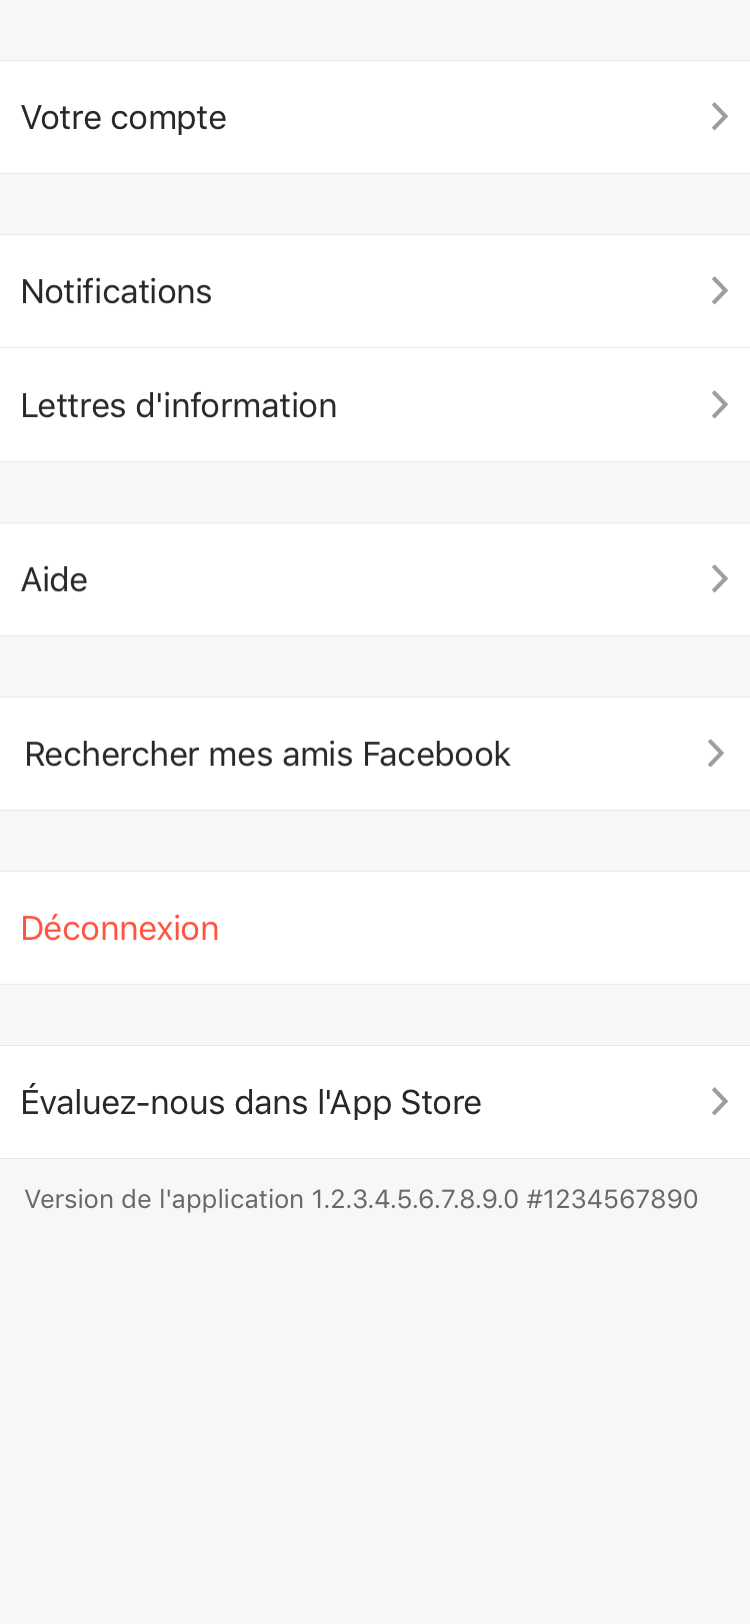 Votre compte
Notifications
Lettres d'information
Aide
Rechercher mes amis Facebook
Déconnexion
Évaluez-nous dans l'App Store
Version de l'application 1.2.3.4.5.6.7.8.9.0 #1234567890